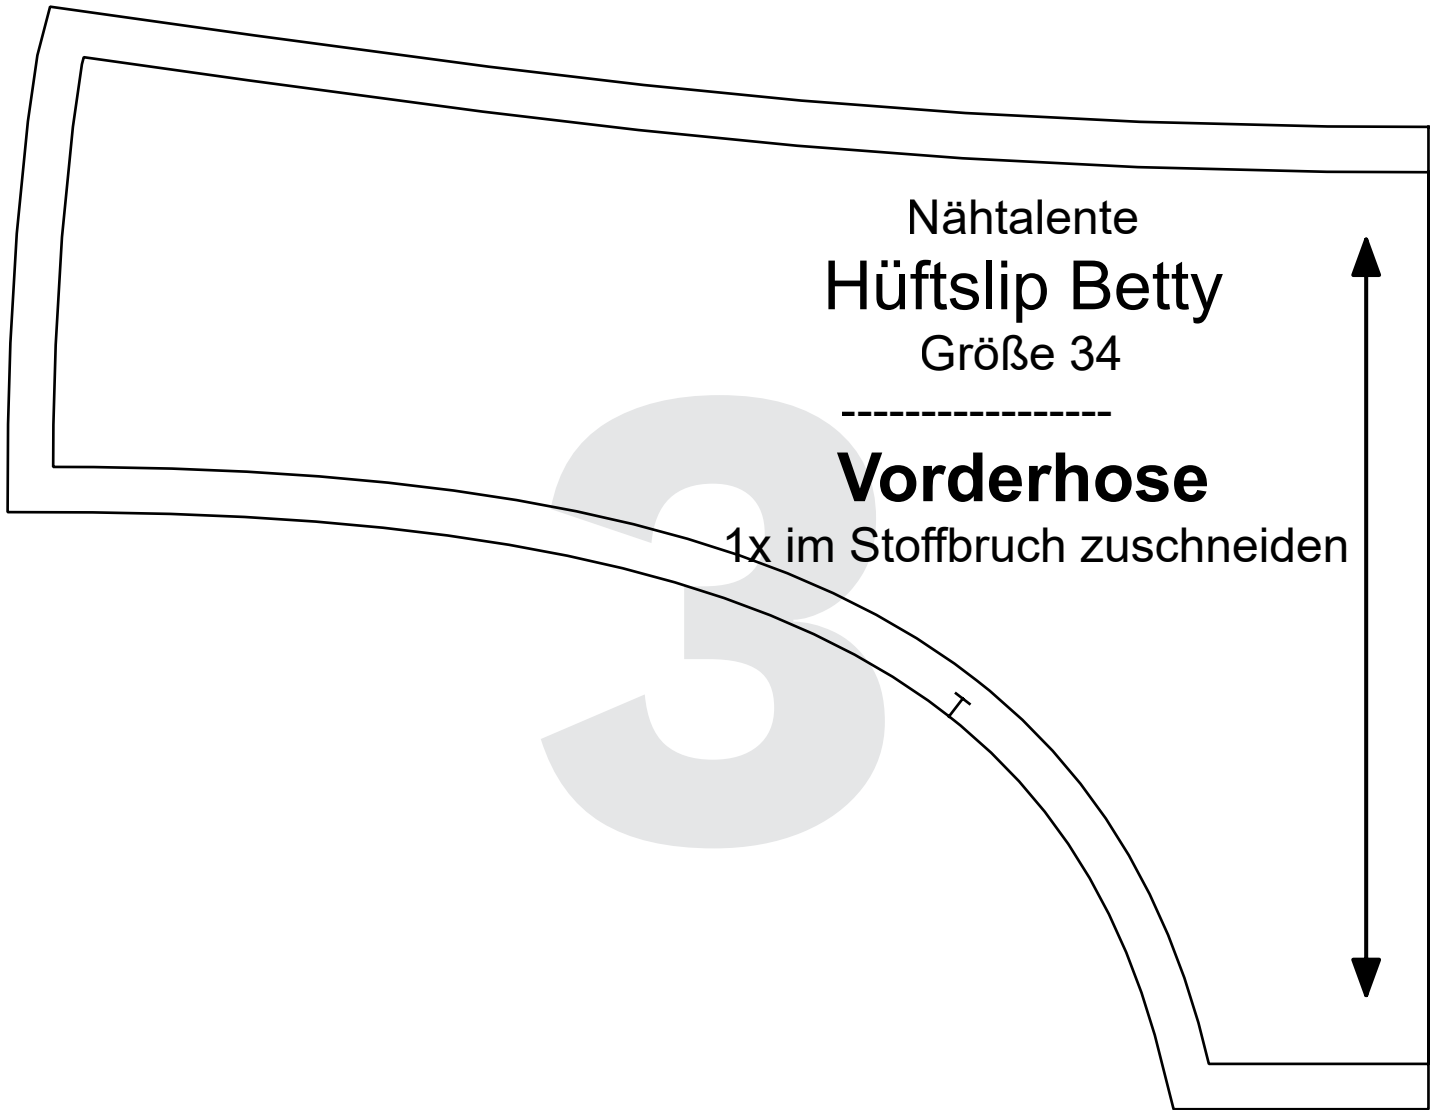 Nähtalente
Hüftslip Betty
Größe 34
-----------------
Vorderhose
1x im Stoffbruch zuschneiden
3